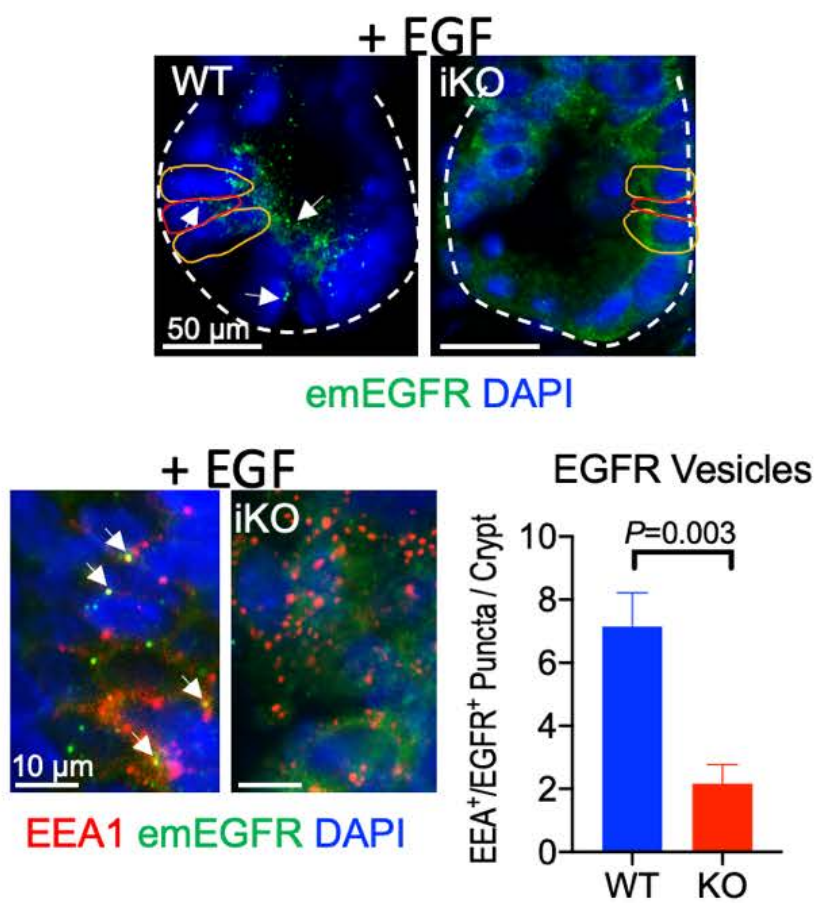 + EGF
WT
iKO
50 µm
emEGFR DAPI
+ EGF
iKO
10 µm
EEA1 emEGFR DAPI
EGFR Vesicles
P=0.003
EEA⁺/EGFR⁺ Puncta / Crypt
10
8
6
4
2
0
WT
KO